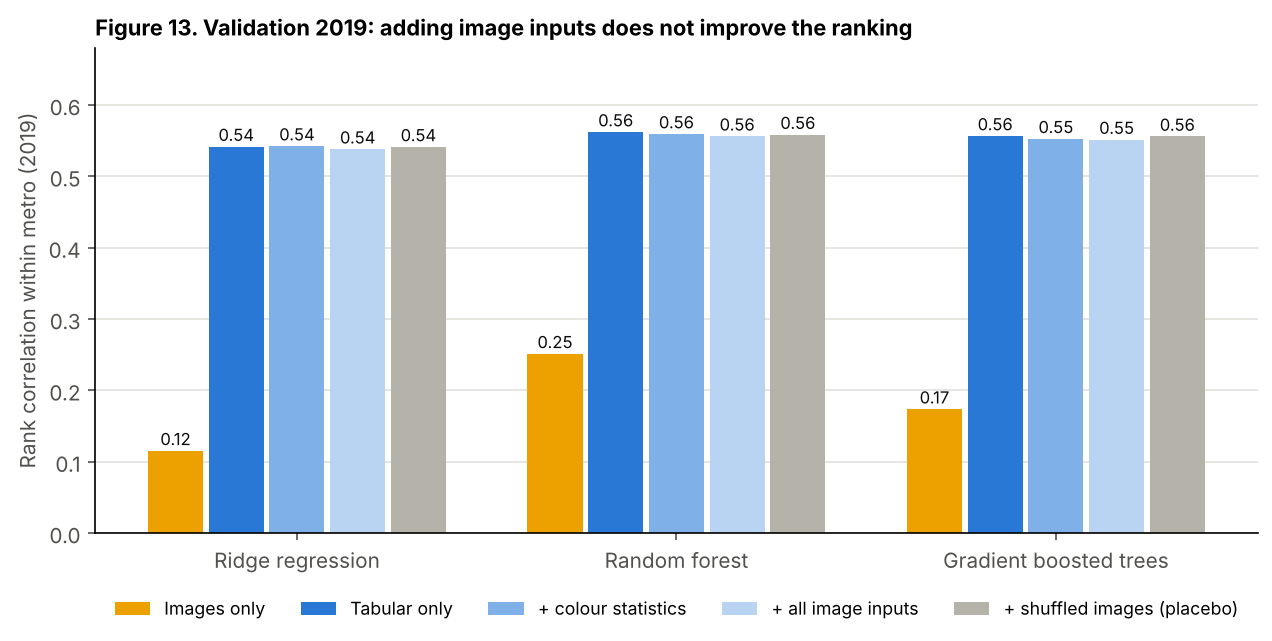 Figure 13. Validation 2019: adding image inputs does not improve the ranking
Rank correlation within metro (2019)
0.6
0.5
0.4
0.3
0.2
0.1
0.0
0.12
0.54
0.54
0.54
0.54
0.25
0.56
0.56
0.56
0.56
0.17
0.56
0.55
0.55
0.56
Ridge regression
Random forest
Gradient boosted trees
Images only
Tabular only
+ colour statistics
+ all image inputs
+ shuffled images (placebo)